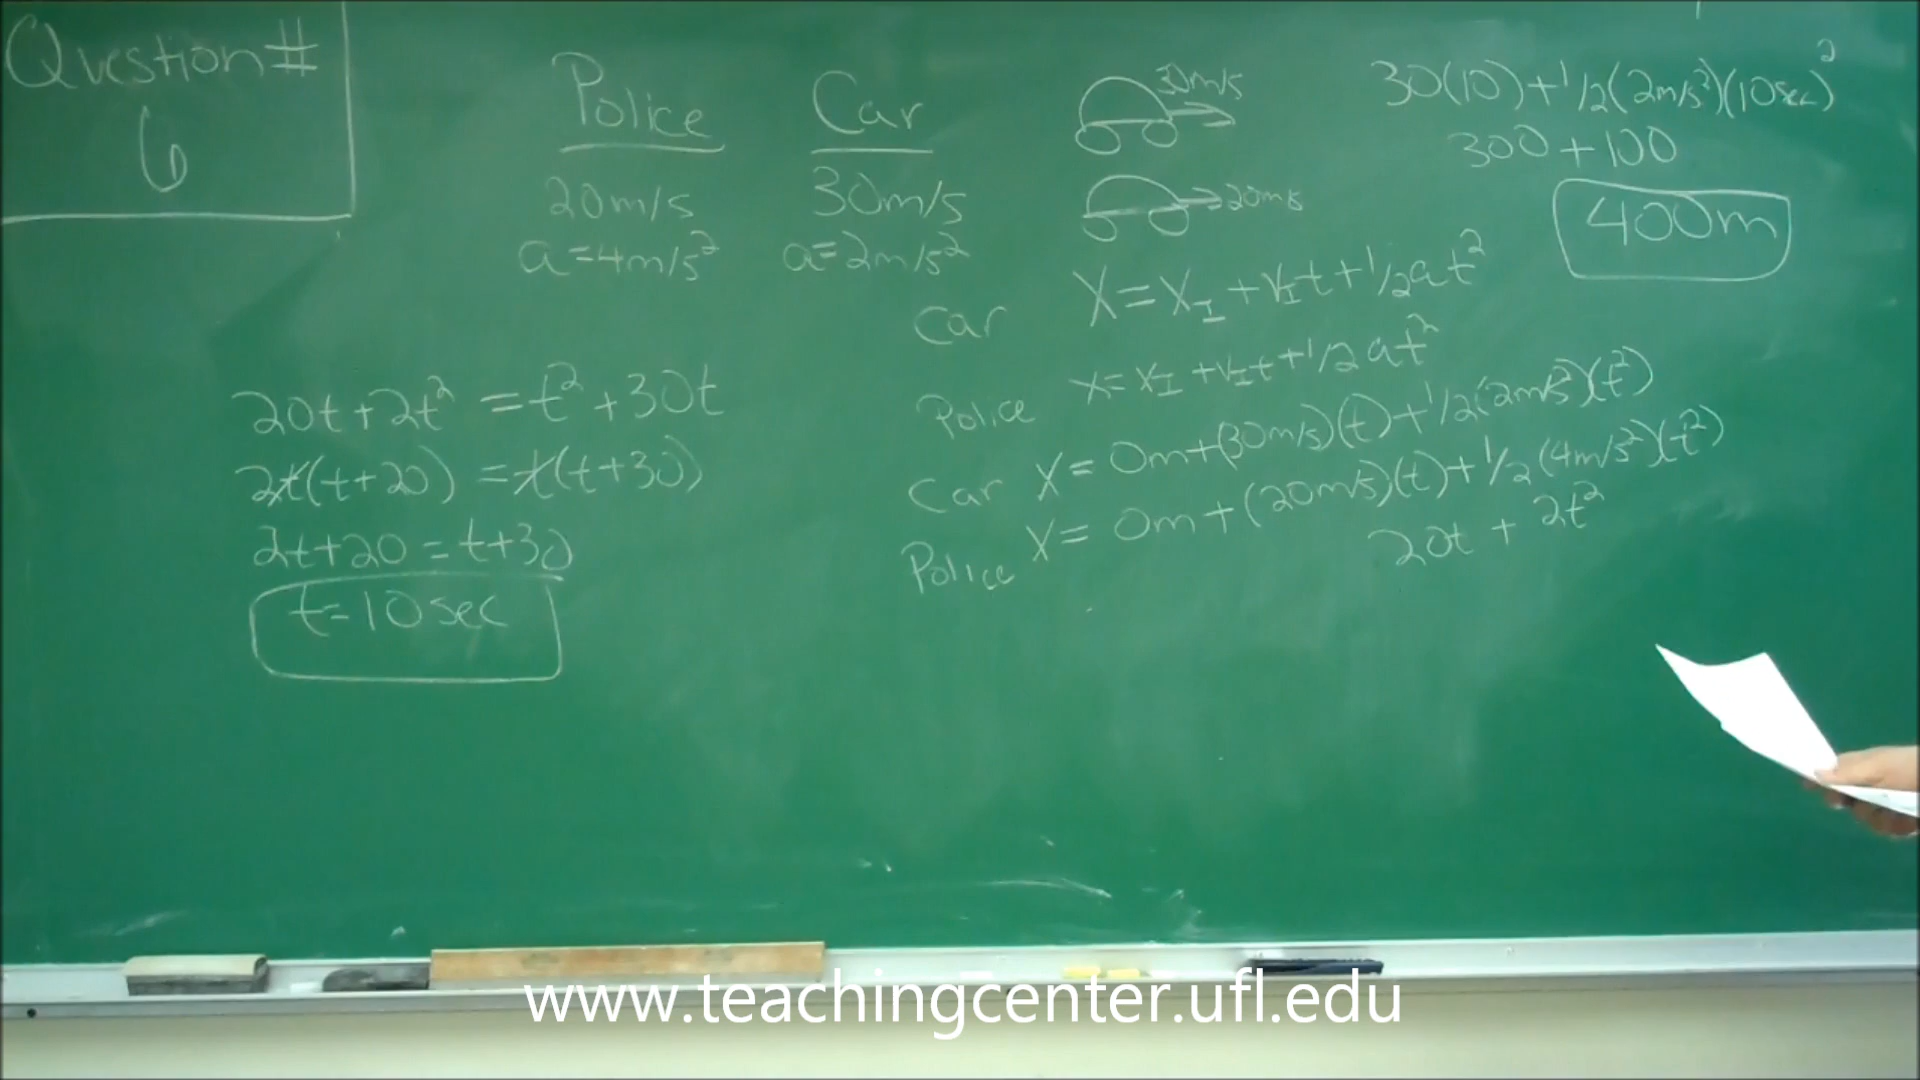 Question #
6
Police
20m/s
a=4m/s²
Car
30m/s
a=2m/s²
30m/s
20m/s
30(10)+1/2(2m/s²)(10sec)²
300+100
400m
Car X=X_I+V_It+1/2at²
Police X=X_I+V_It+1/2at²
Car X=0m+(30m/s)(t)+1/2(2m/s²)(t²)
Police X=0m+(20m/s)(t)+1/2(4m/s²)(t²)
20t+2t²
20t+2t²=t²+30t
2t(t+20)=t(t+30)
2t+20=t+30
t=10sec
www.teachingcenter.ufl.edu